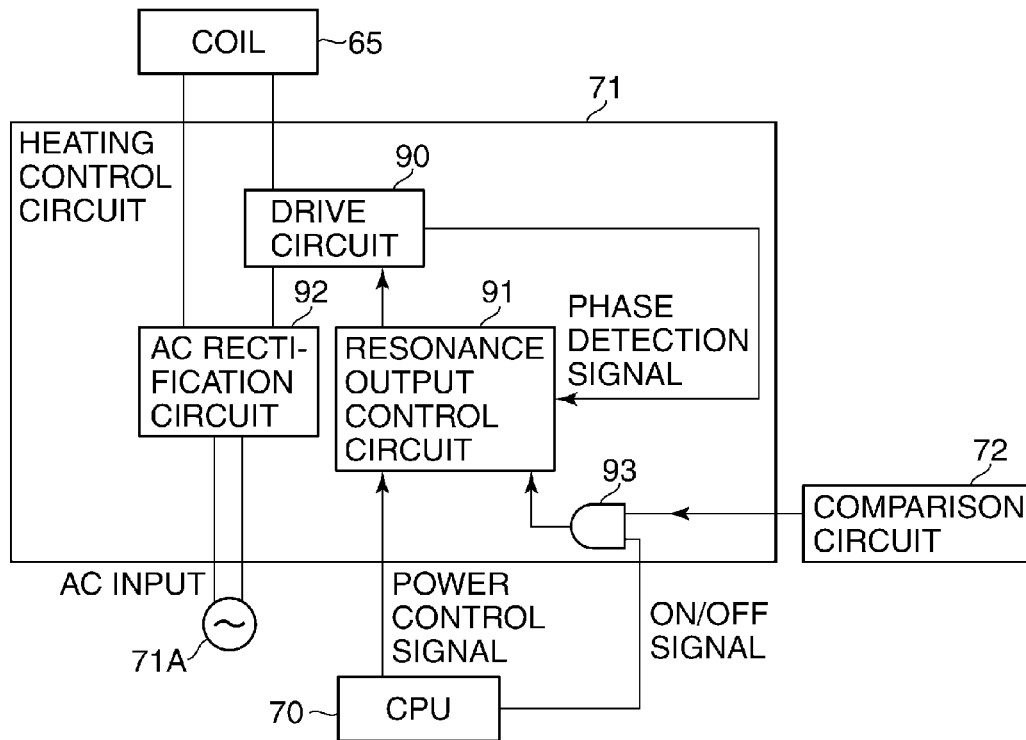 COIL
65
71
HEATING
CONTROL
CIRCUIT
90
DRIVE
CIRCUIT
92
AC RECTI-
FICATION
CIRCUIT
91
RESONANCE
OUTPUT
CONTROL
CIRCUIT
PHASE
DETECTION
SIGNAL
93
72
COMPARISON
CIRCUIT
AC INPUT
~
71A
POWER
CONTROL
SIGNAL
ON/OFF
SIGNAL
70
CPU